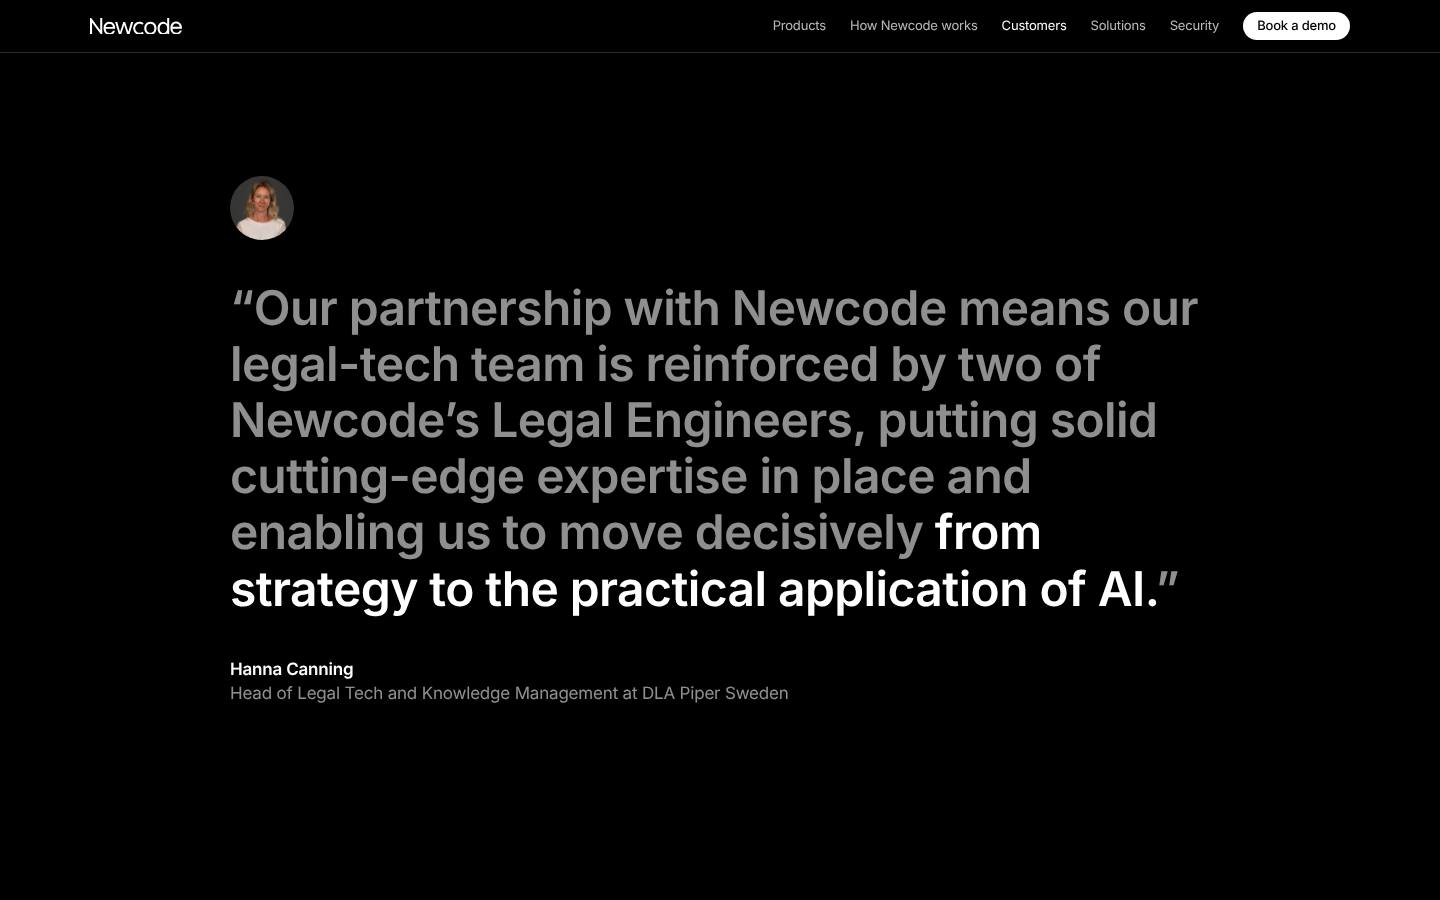 Newcode
Products
How Newcode works
Customers
Solutions
Security
Book a demo
“Our partnership with Newcode means our
legal-tech team is reinforced by two of
Newcode’s Legal Engineers, putting solid
cutting-edge expertise in place and
enabling us to move decisively from
strategy to the practical application of AI.”
Hanna Canning
Head of Legal Tech and Knowledge Management at DLA Piper Sweden